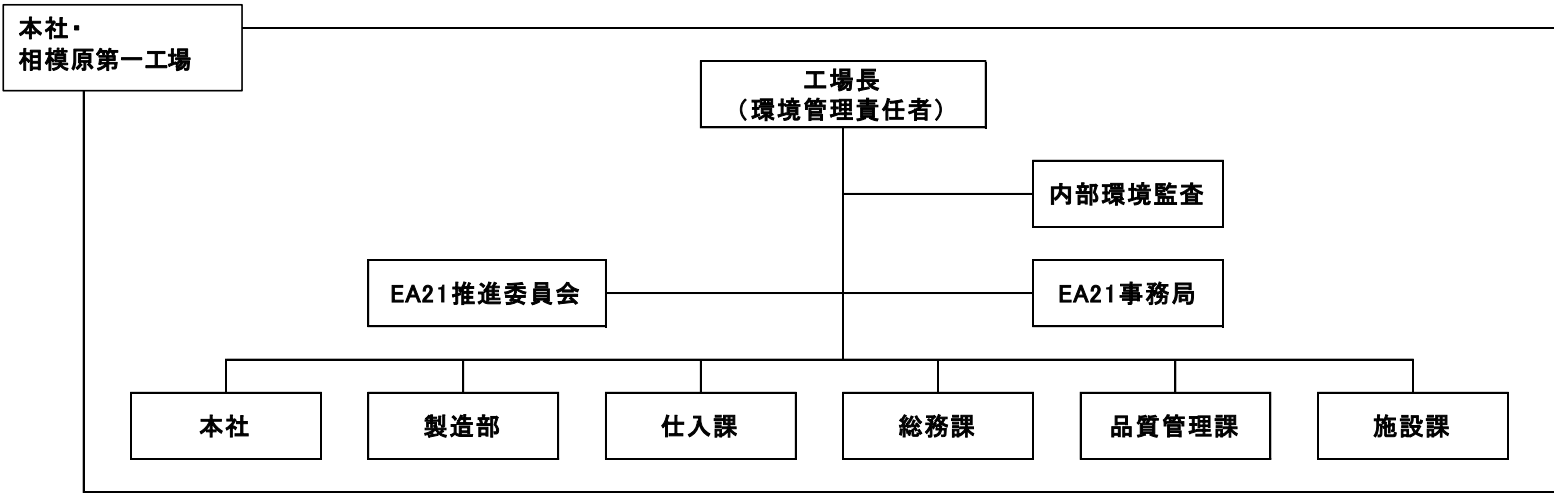 本社・
相模原第一工場
工場長
（環境管理責任者）
内部環境監査
EA21推進委員会
EA21事務局
本社
製造部
仕入課
総務課
品質管理課
施設課